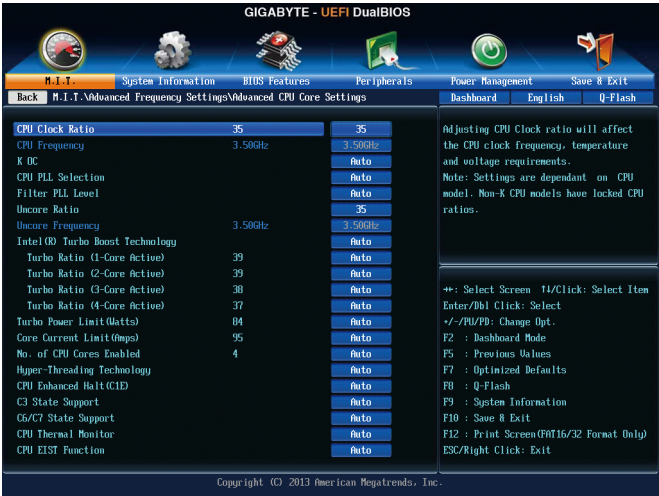 GIGABYTE - UEFI DualBIOS
M.I.T. System Information BIOS Features Peripherals Power Management Save & Exit
Back M.I.T.\Advanced Frequency Settings\Advanced CPU Core Settings Dashboard English Q-Flash
CPU Clock Ratio 35 35
CPU Frequency 3.50GHz 3.50GHz
K OC Auto
CPU PLL Selection Auto
Filter PLL Level Auto
Uncore Ratio 35
Uncore Frequency 3.50GHz 3.50GHz
Intel(R) Turbo Boost Technology Auto
Turbo Ratio (1-Core Active) 39 Auto
Turbo Ratio (2-Core Active) 39 Auto
Turbo Ratio (3-Core Active) 38 Auto
Turbo Ratio (4-Core Active) 37 Auto
Turbo Power Limit(Watts) 84 Auto
Core Current Limit(Amps) 95 Auto
No. of CPU Cores Enabled 4 Auto
Hyper-Threading Technology Auto
CPU Enhanced Halt(C1E) Auto
C3 State Support Auto
C6/C7 State Support Auto
CPU Thermal Monitor Auto
CPU EIST Function Auto
Adjusting CPU Clock ratio will affect
the CPU clock frequency, temperature
and voltage requirements.
Note: Settings are dependant on CPU
model. Non-K CPU models have locked CPU
ratios.
→←: Select Screen ↑↓/Click: Select Item
Enter/Dbl Click: Select
+/-/PU/PD: Change Opt.
F2 : Dashboard Mode
F5 : Previous Values
F7 : Optimized Defaults
F8 : Q-Flash
F9 : System Information
F10 : Save & Exit
F12 : Print Screen(FAT16/32 Format Only)
ESC/Right Click: Exit
Copyright (C) 2013 American Megatrends, Inc.